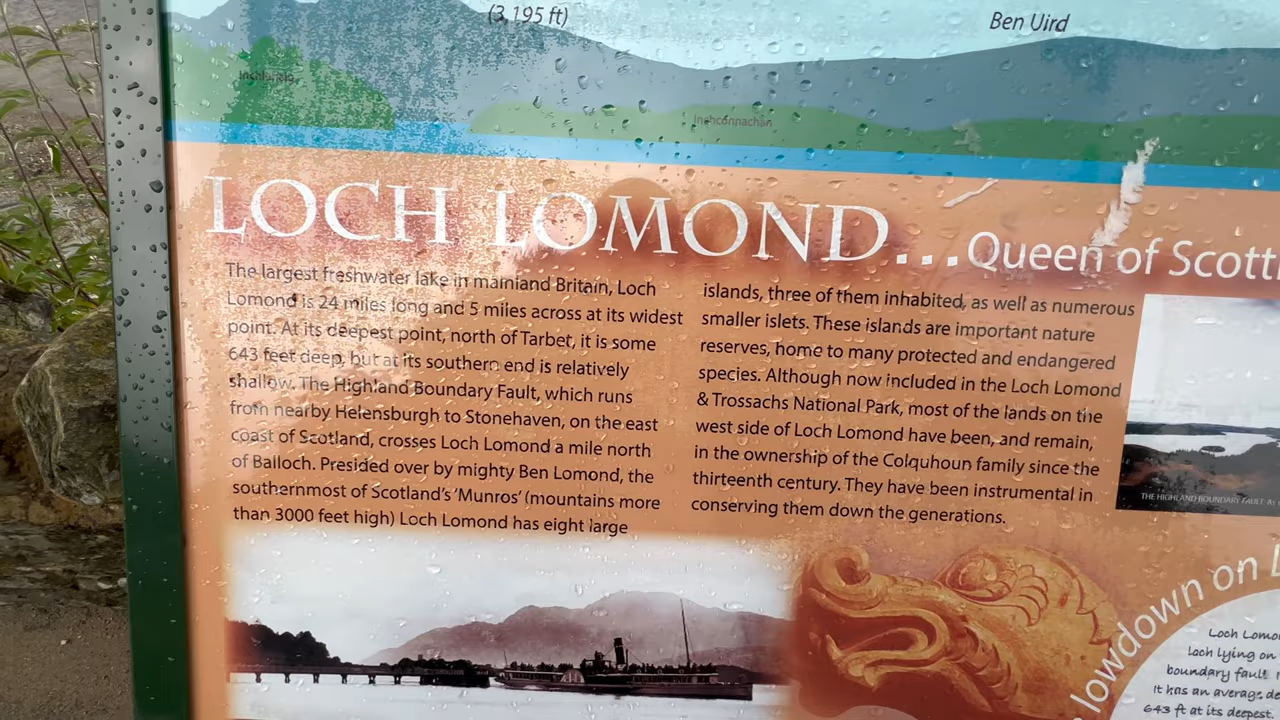 (3,195 ft)
Ben Uird
Inchconnachan
LOCH LOMOND...Queen of Scotti
The largest freshwater lake in mainland Britain, Loch
Lomond is 24 miles long and 5 miles across at its widest
point. At its deepest point, north of Tarbet, it is some
643 feet deep, but at its southern end is relatively
shallow. The Highland Boundary Fault, which runs
from nearby Helensburgh to Stonehaven, on the east
coast of Scotland, crosses Loch Lomond a mile north
of Balloch. Presided over by mighty Ben Lomond, the
southernmost of Scotland's 'Munros' (mountains more
than 3000 feet high) Loch Lomond has eight large
islands, three of them inhabited, as well as numerous
smaller islets. These islands are important nature
reserves, home to many protected and endangered
species. Although now included in the Loch Lomond
& Trossachs National Park, most of the lands on the
west side of Loch Lomond have been, and remain,
in the ownership of the Colquhoun family since the
thirteenth century. They have been instrumental in
conserving them down the generations.
THE HIGHLAND BOUNDARY FAULT:
lowdown on
Loch Lomo
loch lying on
boundary fault.
It has an average de
643 ft at its deepest.